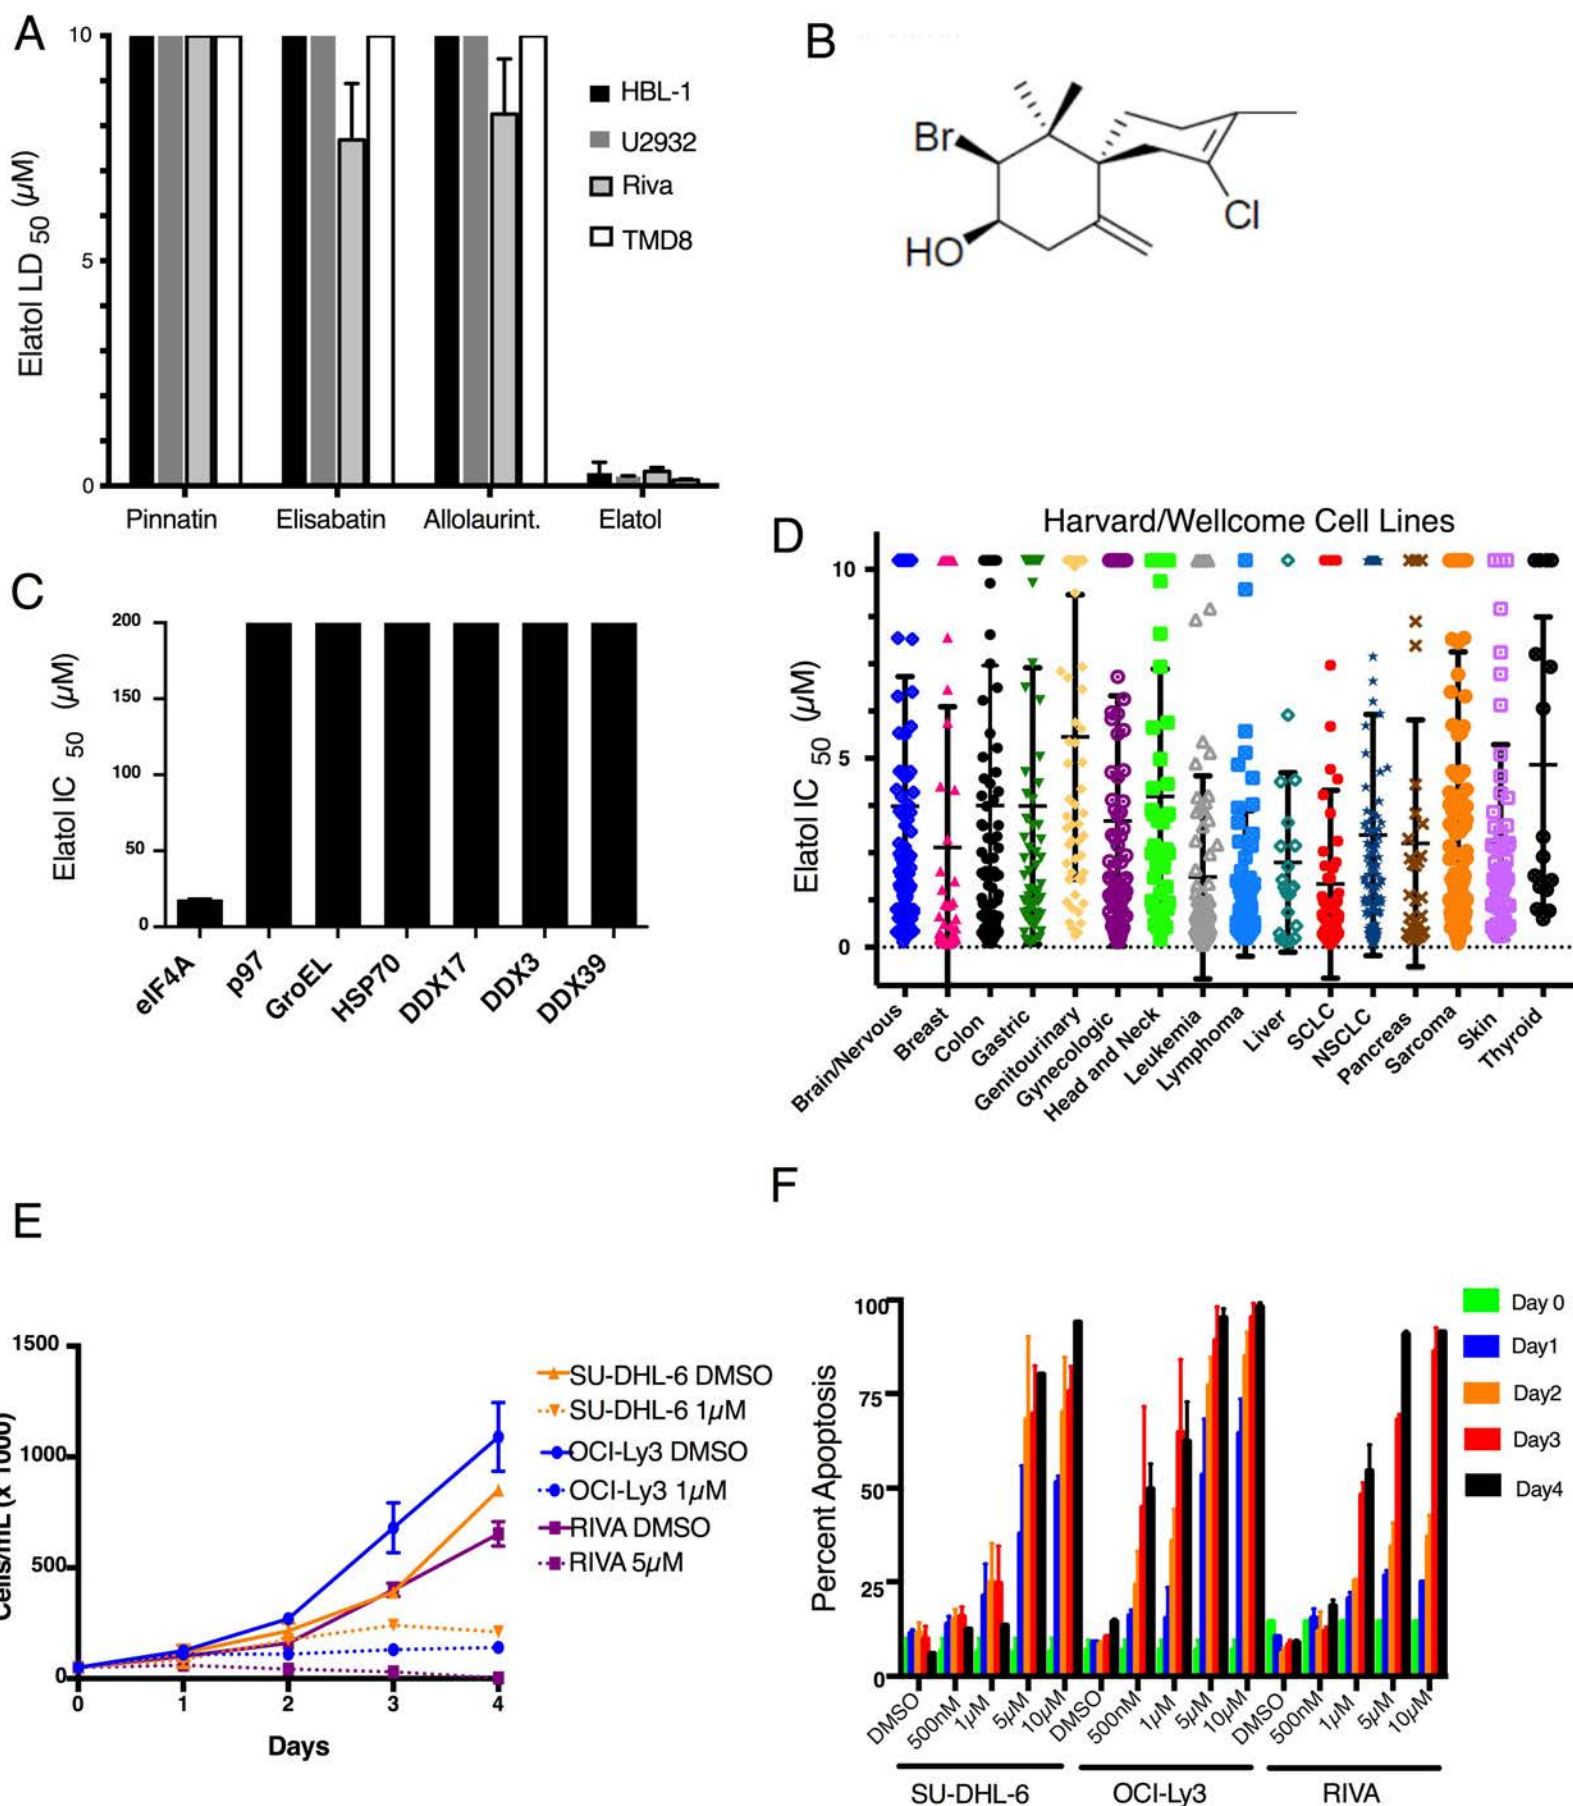 A
10
5
0
Elatol LD 50 (µM)
HBL-1
U2932
Riva
TMD8
Pinnatin
Elisabatin
Allolaurint.
Elatol
B
Br
HO
Cl
C
200
150
100
50
0
Elatol IC 50 (µM)
eIF4A
p97
GroEL
HSP70
DDX17
DDX3
DDX39
D
Harvard/Wellcome Cell Lines
10
5
0
Elatol IC 50 (µM)
Brain/Nervous
Breast
Colon
Gastric
Genitourinary
Gynecologic
Head and Neck
Leukemia
Lymphoma
Liver
SCLC
NSCLC
Pancreas
Sarcoma
Skin
Thyroid
E
1500
1000
500
0
Cells/mL (x 1000)
0
1
2
3
4
Days
SU-DHL-6 DMSO
SU-DHL-6 1µM
OCI-Ly3 DMSO
OCI-Ly3 1µM
RIVA DMSO
RIVA 5µM
F
100
75
50
25
0
Percent Apoptosis
Day 0
Day1
Day2
Day3
Day4
DMSO
500nM
1µM
5µM
10µM
DMSO
500nM
1µM
5µM
10µM
DMSO
500nM
1µM
5µM
10µM
SU-DHL-6
OCI-Ly3
RIVA